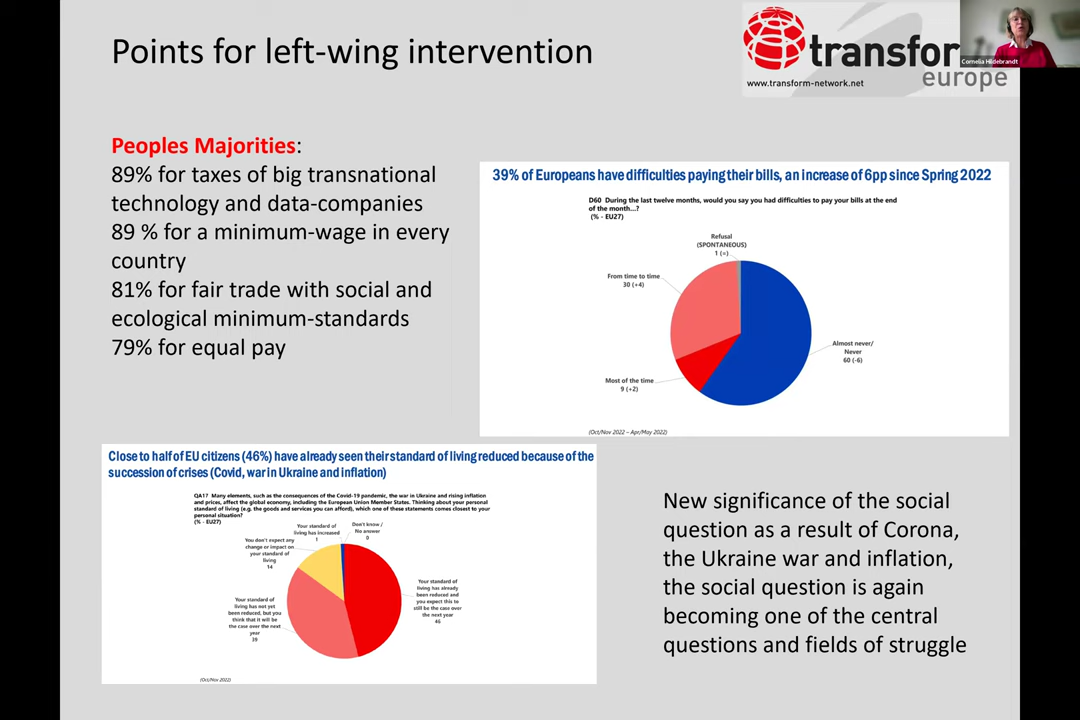 Points for left-wing intervention
transfor
europe
www.transform-network.net
Cornelia Hildebrandt
Peoples Majorities:
89% for taxes of big transnational
technology and data-companies
89 % for a minimum-wage in every
country
81% for fair trade with social and
ecological minimum-standards
79% for equal pay
39% of Europeans have difficulties paying their bills, an increase of 6pp since Spring 2022
D60 During the last twelve months, would you say you had difficulties to pay your bills at the end
of the month...?
(% - EU27)
Refusal
(SPONTANEOUS)
1 (=)
From time to time
30 (+4)
Almost never/
Never
60 (-6)
Most of the time
9 (+2)
(Oct/Nov 2022 – Apr/May 2022)
Close to half of EU citizens (46%) have already seen their standard of living reduced because of the
succession of crises (Covid, war in Ukraine and inflation)
QA17 Many elements, such as the consequences of the Covid-19 pandemic, the war in Ukraine and rising inflation
and prices, affect the global economy, including the European Union Member States. Thinking about your personal
standard of living (e.g. the goods and services you can afford), which one of these statements comes closest to your
personal situation?
(% - EU27)
Your standard of
living has increased
1
Don't know /
No answer
0
You don't expect any
change or impact on
your standard of
living
14
Your standard of
living has already
been reduced and
you expect this to
still be the case over
the next year
46
Your standard of
living has not yet
been reduced, but you
think that it will be
the case over the next
year
39
(Oct/Nov 2022)
New significance of the social
question as a result of Corona,
the Ukraine war and inflation,
the social question is again
becoming one of the central
questions and fields of struggle